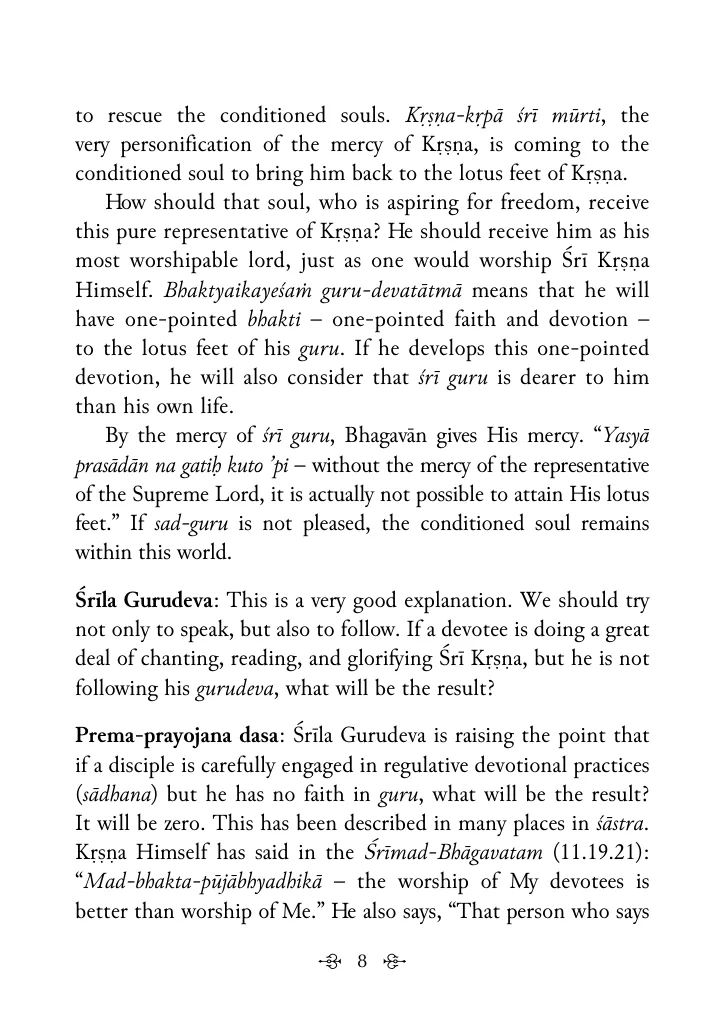 to rescue the conditioned souls. Kṛṣṇa-kṛpā śrī mūrti, the
very personification of the mercy of Kṛṣṇa, is coming to the
conditioned soul to bring him back to the lotus feet of Kṛṣṇa.
How should that soul, who is aspiring for freedom, receive
this pure representative of Kṛṣṇa? He should receive him as his
most worshipable lord, just as one would worship Śrī Kṛṣṇa
Himself. Bhaktyaikayeśaṁ guru-devatātmā means that he will
have one-pointed bhakti – one-pointed faith and devotion –
to the lotus feet of his guru. If he develops this one-pointed
devotion, he will also consider that śrī guru is dearer to him
than his own life.
By the mercy of śrī guru, Bhagavān gives His mercy. “Yasyā
prasādān na gatiḥ kuto ’pi – without the mercy of the representative
of the Supreme Lord, it is actually not possible to attain His lotus
feet.” If sad-guru is not pleased, the conditioned soul remains
within this world.
Śrīla Gurudeva: This is a very good explanation. We should try
not only to speak, but also to follow. If a devotee is doing a great
deal of chanting, reading, and glorifying Śrī Kṛṣṇa, but he is not
following his gurudeva, what will be the result?
Prema-prayojana dasa: Śrīla Gurudeva is raising the point that
if a disciple is carefully engaged in regulative devotional practices
(sādhana) but he has no faith in guru, what will be the result?
It will be zero. This has been described in many places in śāstra.
Kṛṣṇa Himself has said in the Śrīmad-Bhāgavatam (11.19.21):
“Mad-bhakta-pūjābhyadhikā – the worship of My devotees is
better than worship of Me.” He also says, “That person who says
8